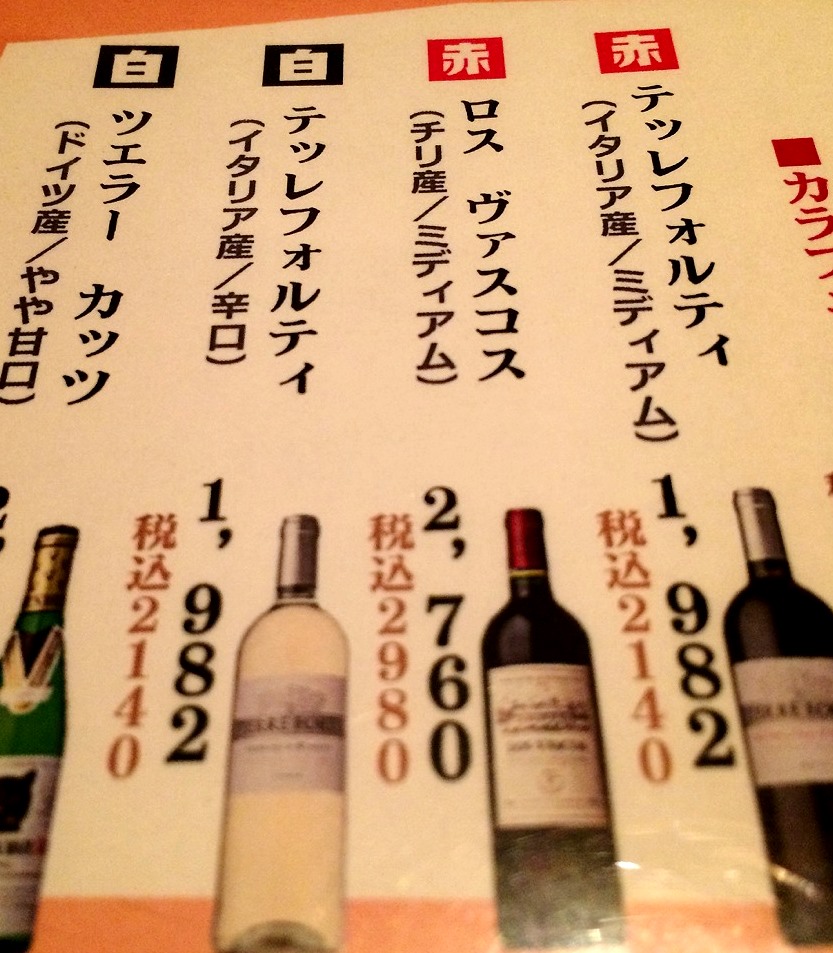 ■カラフ
赤
テッレフォルティ
(イタリア産/ミディアム)
1,982
税込2140
赤
ロス ヴァスコス
(チリ産/ミディアム)
2,760
税込2980
白
テッレフォルティ
(イタリア産/辛口)
1,982
税込2140
白
ツエラー カッツ
(ドイツ産/やや甘口)
2,